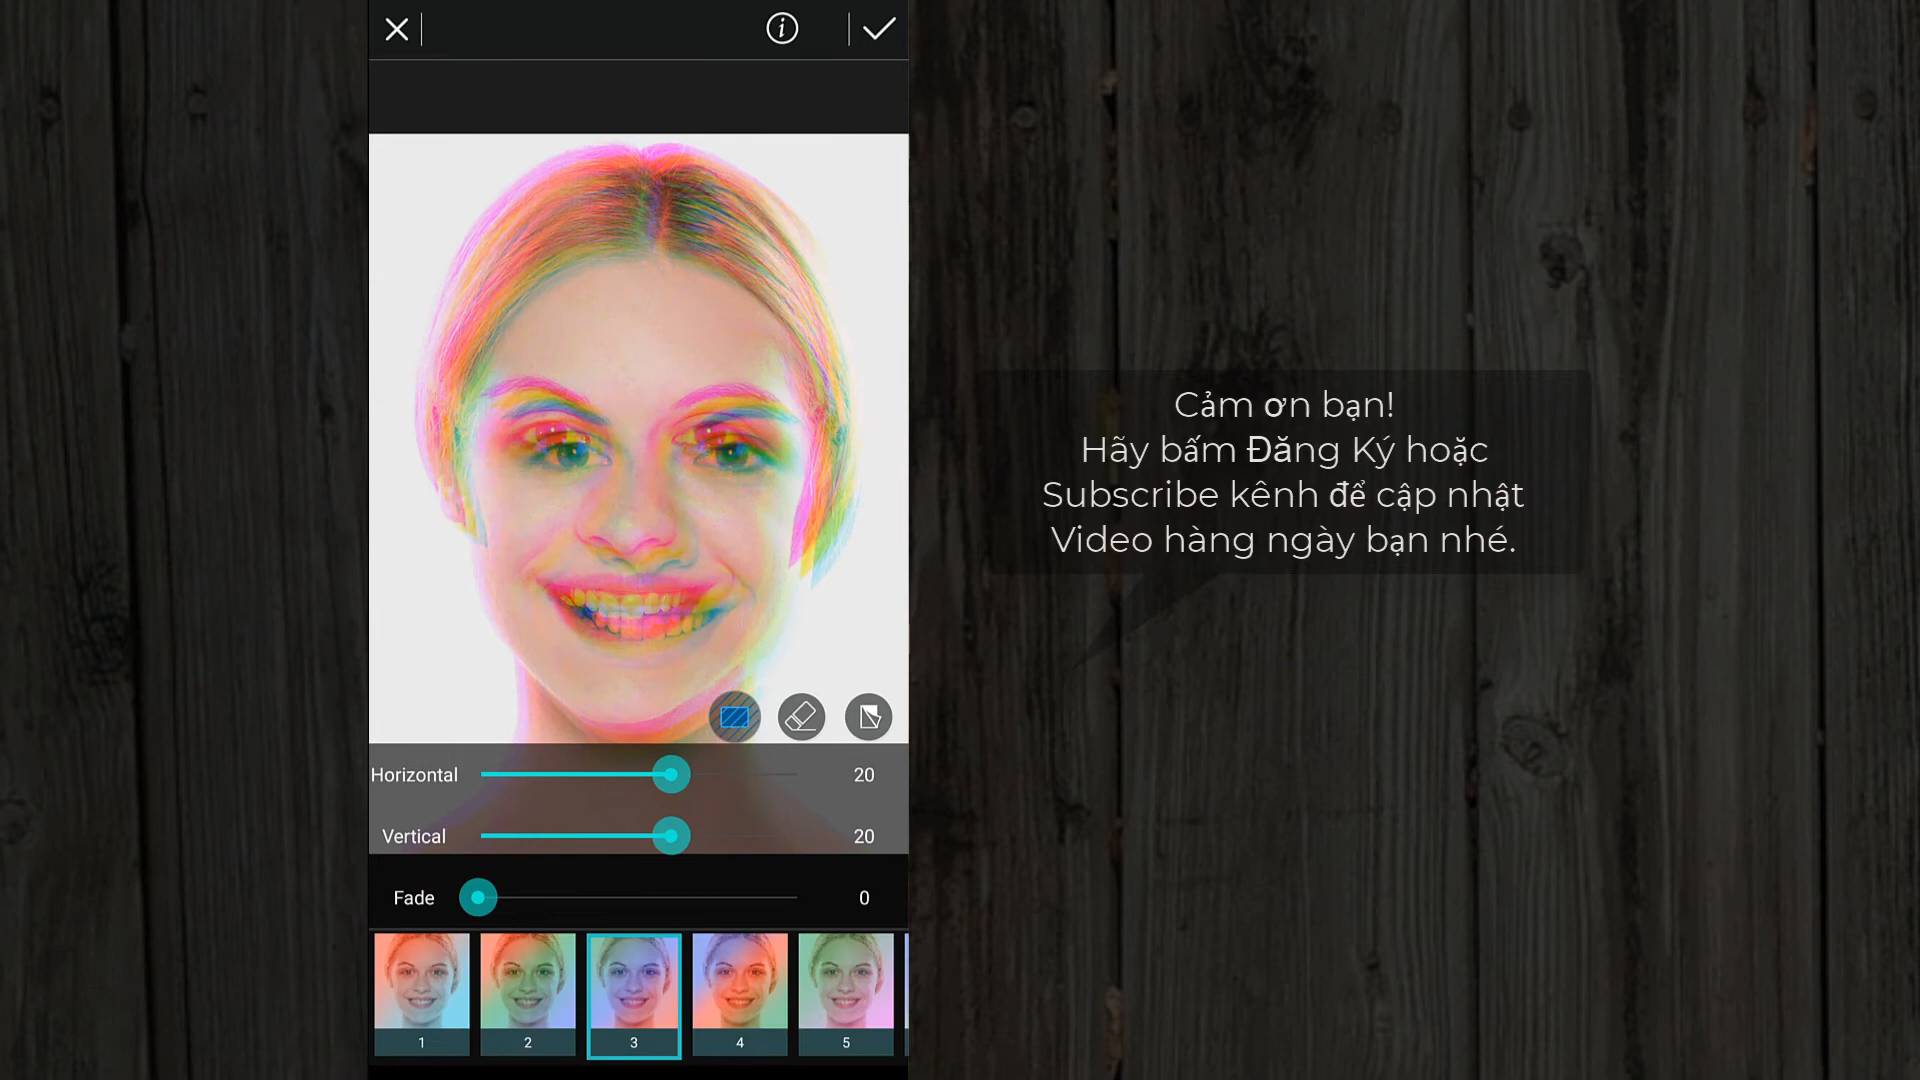 Cảm ơn bạn!
Hãy bấm Đăng Ký hoặc
Subscribe kênh để cập nhật
Video hàng ngày bạn nhé.
Horizontal 20
Vertical 20
Fade 0
1 2 3 4 5